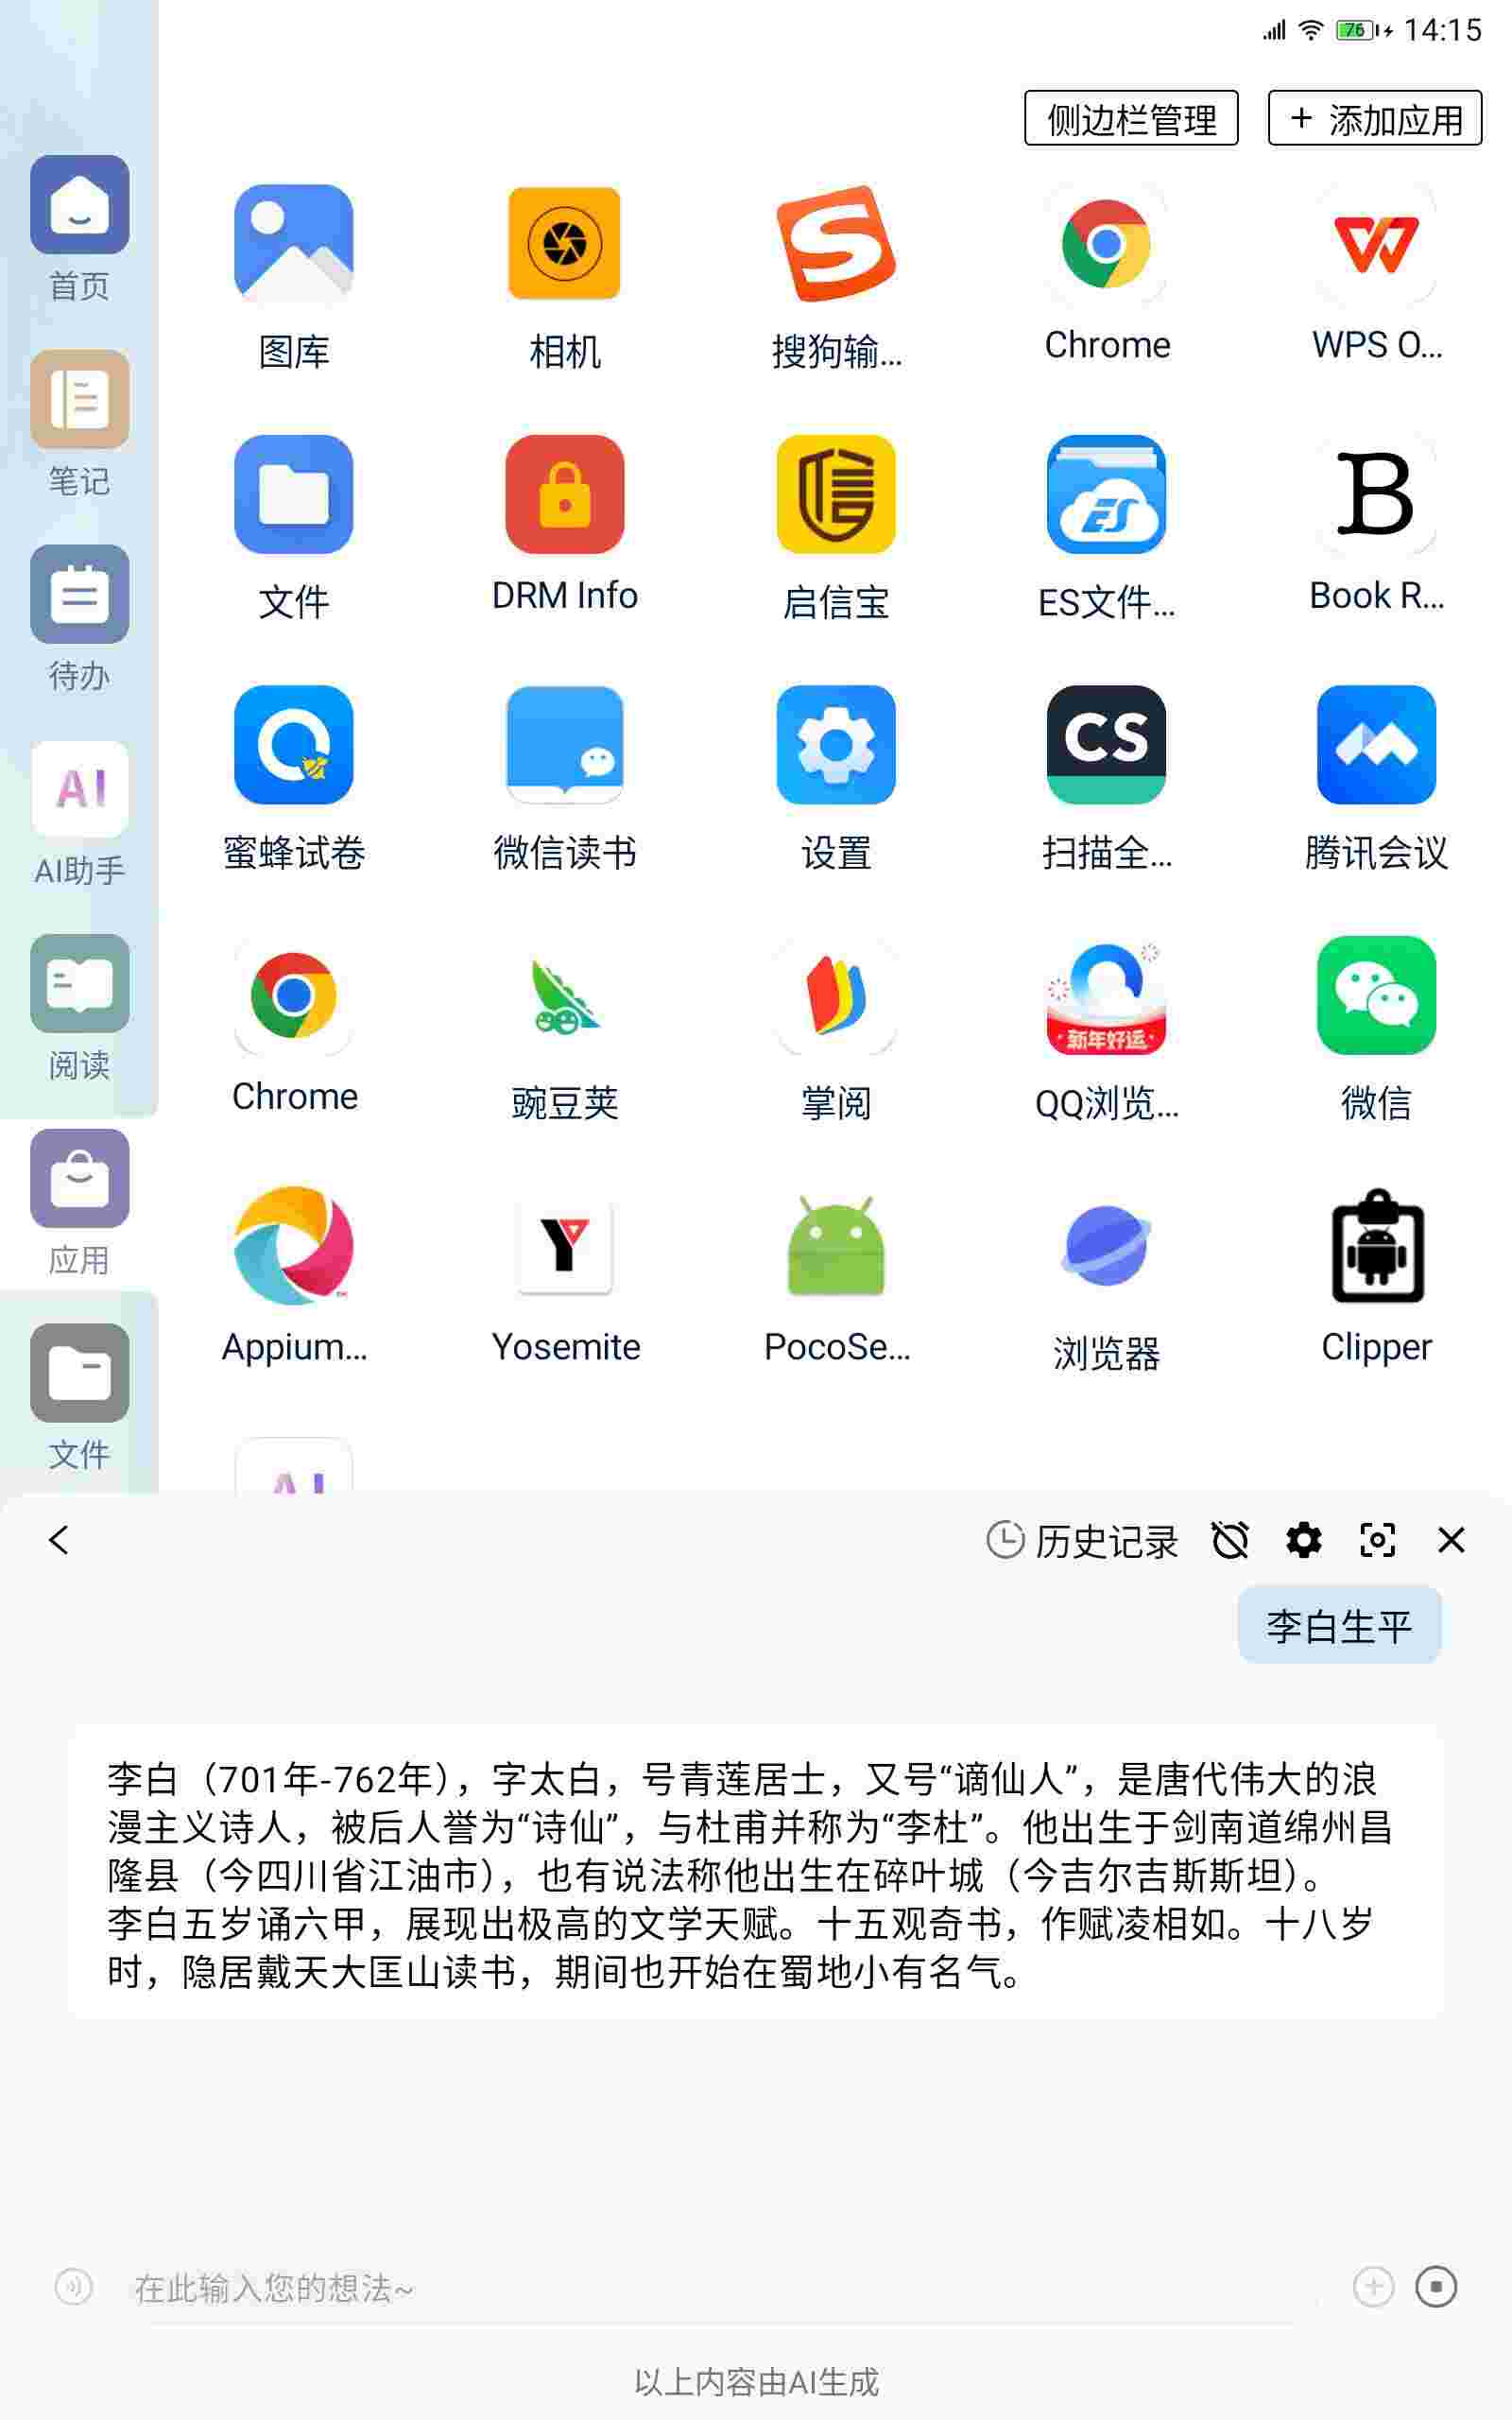 76 14:15
侧边栏管理
+ 添加应用
首页
笔记
待办
AI
AI助手
阅读
应用
文件
图库
相机
搜狗输...
Chrome
WPS O...
文件
DRM Info
启信宝
ES文件...
Book R...
蜜蜂试卷
微信读书
设置
CS
扫描全...
腾讯会议
Chrome
豌豆荚
掌阅
新年好运
QQ浏览...
微信
Appium...
Yosemite
PocoSe...
浏览器
Clipper
AI
历史记录
李白生平
李白（701年-762年），字太白，号青莲居士，又号“谪仙人”，是唐代伟大的浪
漫主义诗人，被后人誉为“诗仙”，与杜甫并称为“李杜”。他出生于剑南道绵州昌
隆县（今四川省江油市），也有说法称他出生在碎叶城（今吉尔吉斯斯坦）。
李白五岁诵六甲，展现出极高的文学天赋。十五观奇书，作赋凌相如。十八岁
时，隐居戴天大匡山读书，期间也开始在蜀地小有名气。
在此输入您的想法~
以上内容由AI生成